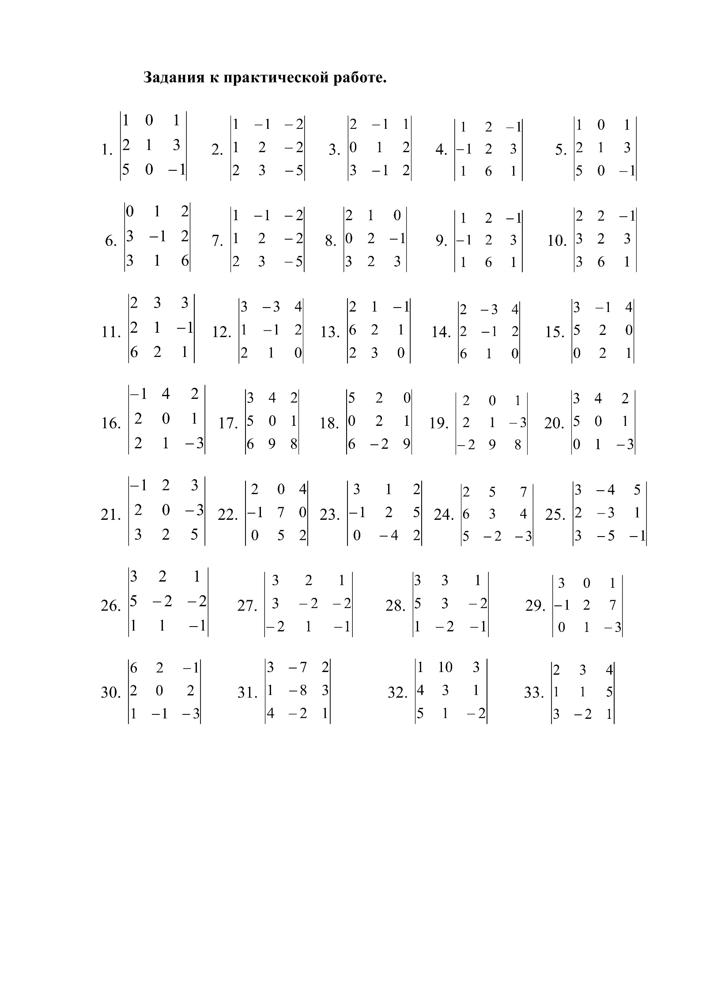 Задания к практической работе.
1. |1 0 1| 2. |1 −1 −2| 3. |2 −1 1| 4. |1 2 −1| 5. |1 0 1|
|2 1 3| |1 2 −2| |0 1 2| |−1 2 3| |2 1 3|
|5 0 −1| |2 3 −5| |3 −1 2| |1 6 1| |5 0 −1|
6. |0 1 2| 7. |1 −1 −2| 8. |2 1 0| 9. |1 2 −1| 10. |2 2 −1|
|3 −1 2| |1 2 −2| |0 2 −1| |−1 2 3| |3 2 3|
|3 1 6| |2 3 −5| |3 2 3| |1 6 1| |3 6 1|
11. |2 3 3| 12. |3 −3 4| 13. |2 1 −1| 14. |2 −3 4| 15. |3 −1 4|
|2 1 −1| |1 −1 2| |6 2 1| |2 −1 2| |5 2 0|
|6 2 1| |2 1 0| |2 3 0| |6 1 0| |0 2 1|
16. |−1 4 2| 17. |3 4 2| 18. |5 2 0| 19. |2 0 1| 20. |3 4 2|
|2 0 1| |5 0 1| |0 2 1| |2 1 −3| |5 0 1|
|2 1 −3| |6 9 8| |6 −2 9| |−2 9 8| |0 1 −3|
21. |−1 2 3| 22. |2 0 4| 23. |3 1 2| 24. |2 5 7| 25. |3 −4 5|
|2 0 −3| |−1 7 0| |−1 2 5| |6 3 4| |2 −3 1|
|3 2 5| |0 5 2| |0 −4 2| |5 −2 −3| |3 −5 −1|
26. |3 2 1| 27. |3 2 1| 28. |3 3 1| 29. |3 0 1|
|5 −2 −2| |3 −2 −2| |5 3 −2| |−1 2 7|
|1 1 −1| |−2 1 −1| |1 −2 −1| |0 1 −3|
30. |6 2 −1| 31. |3 −7 2| 32. |1 10 3| 33. |2 3 4|
|2 0 2| |1 −8 3| |4 3 1| |1 1 5|
|1 −1 −3| |4 −2 1| |5 1 −2| |3 −2 1|